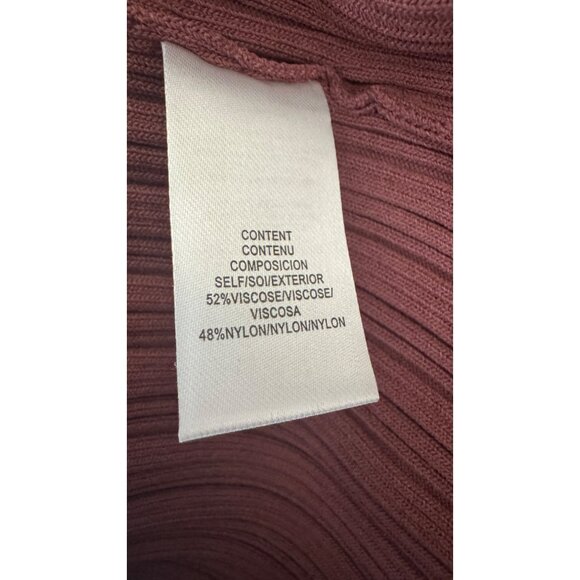 CONTENT
CONTENU
COMPOSICION
SELF/SOI/EXTERIOR
52%VISCOSE/VISCOSE/
VISCOSA
48%NYLON/NYLON/NYLON